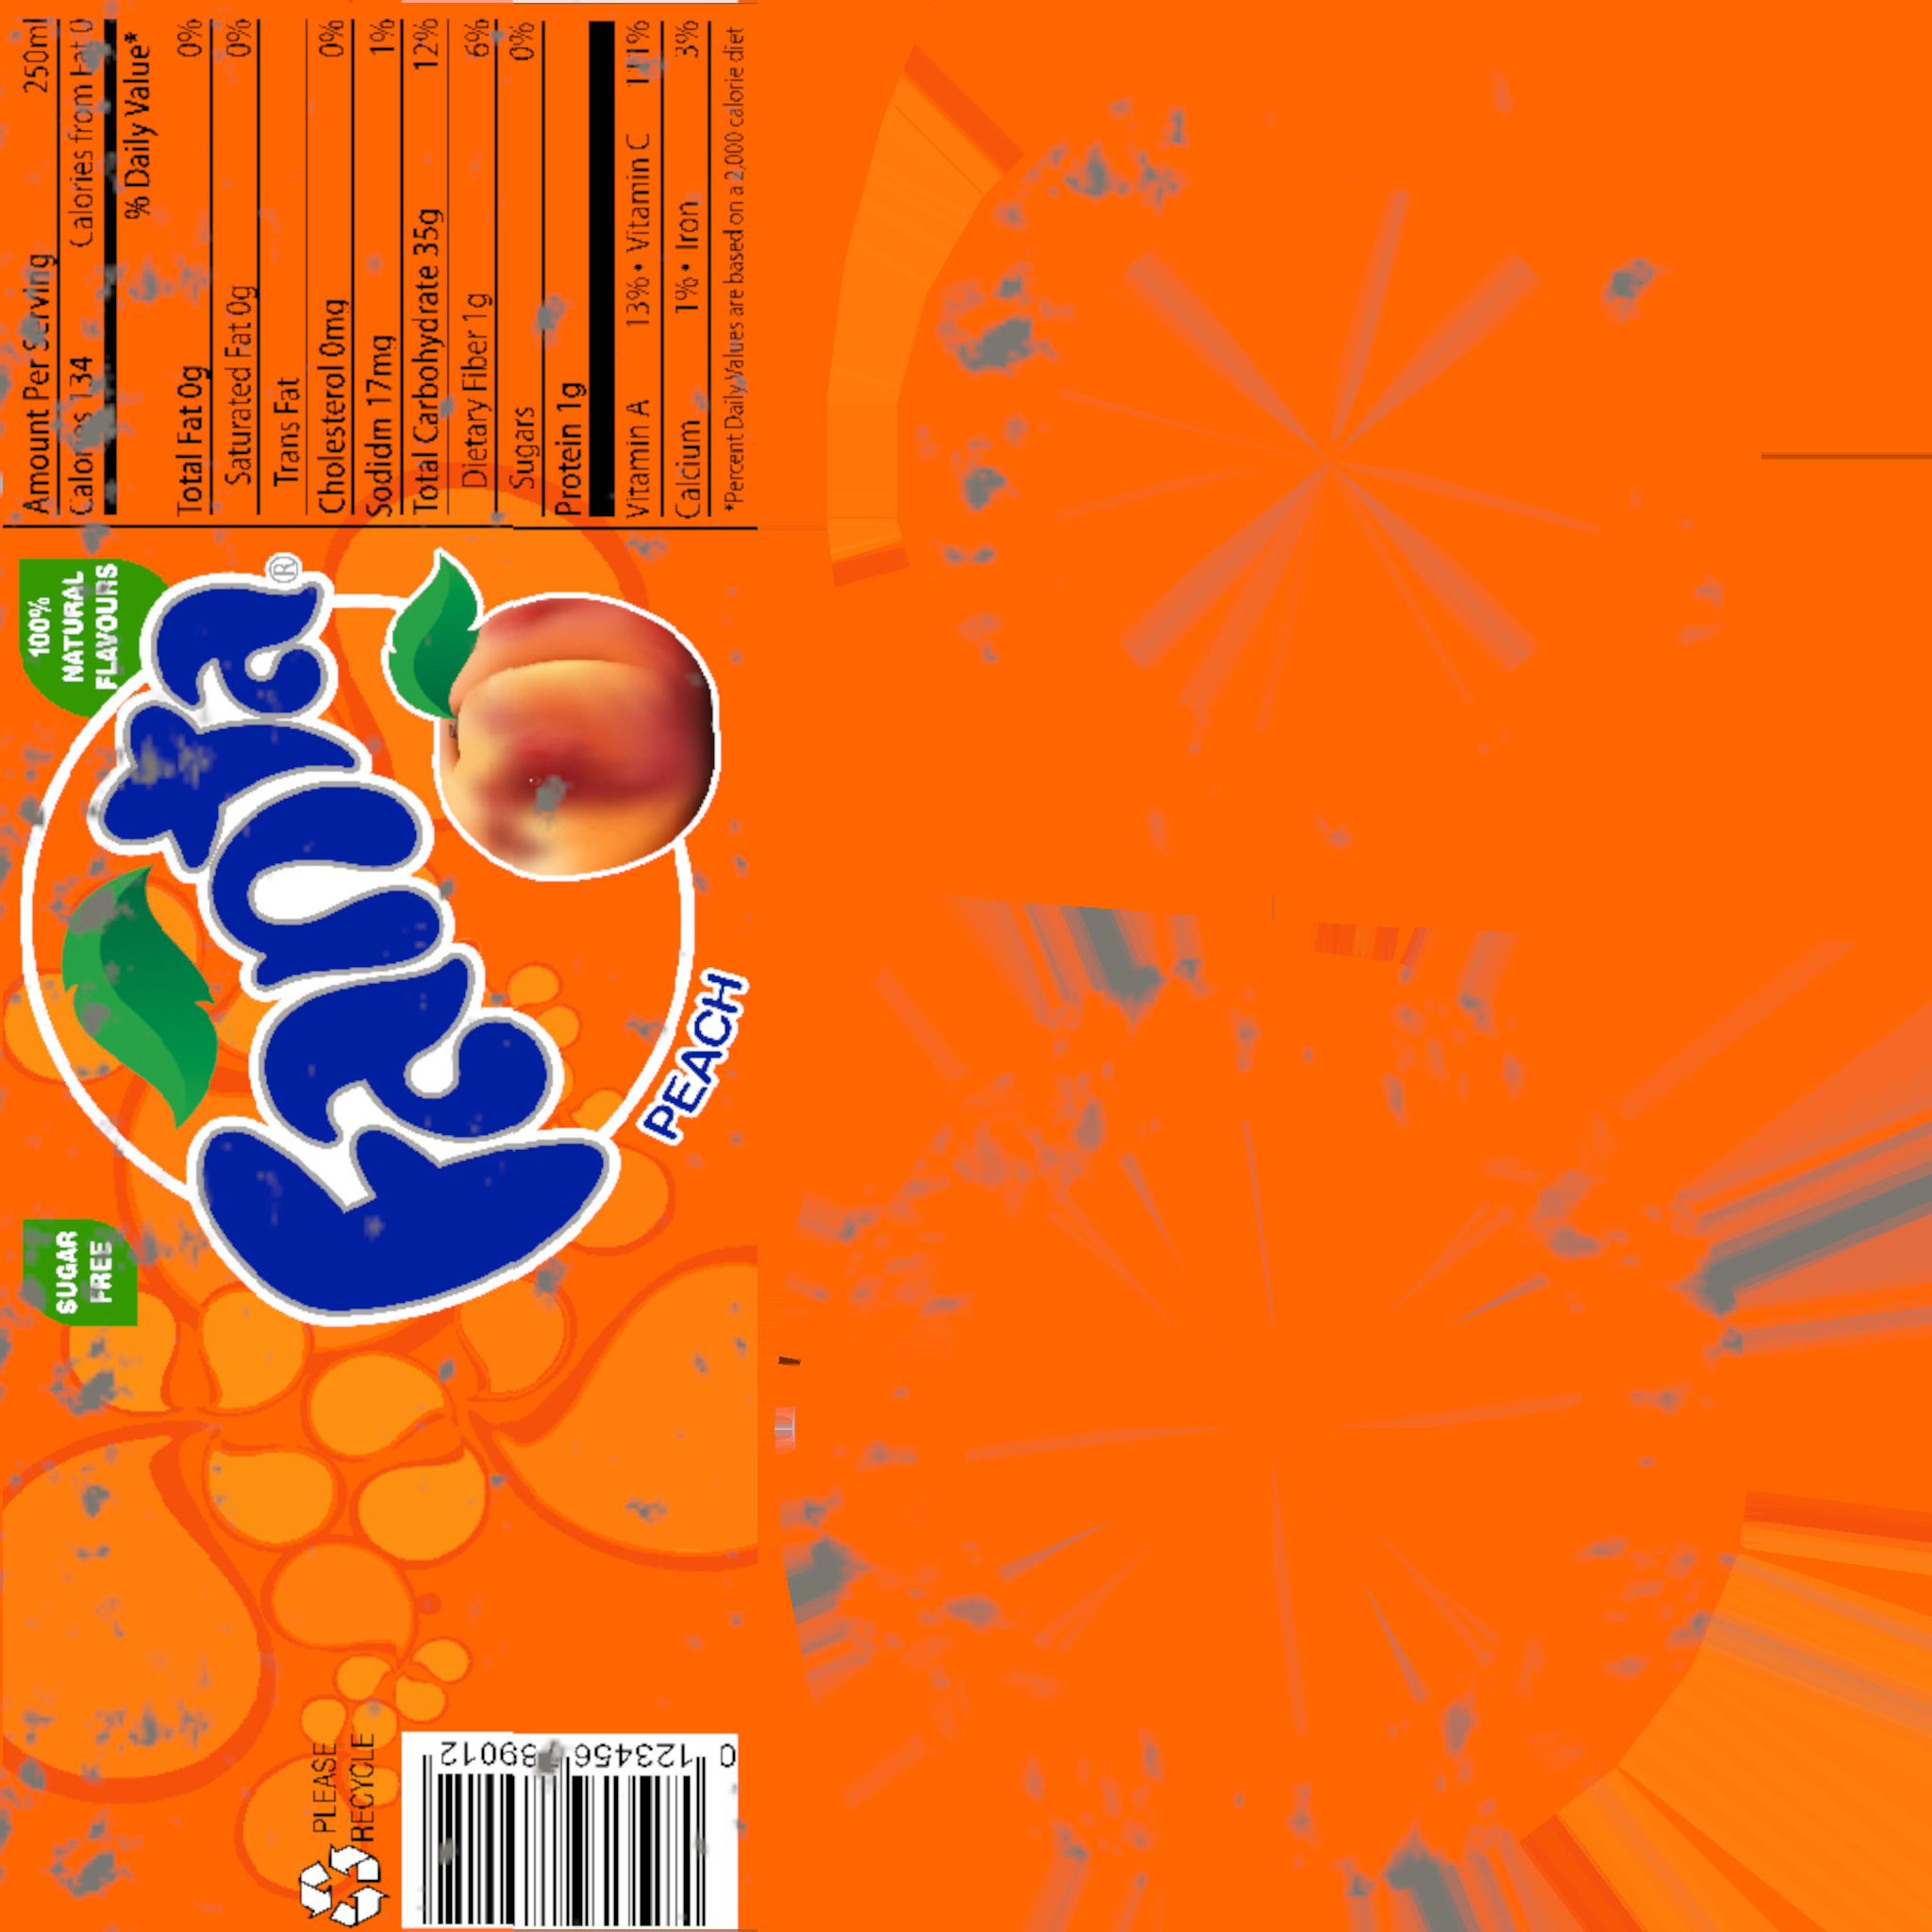 Amount Per Serving 250ml
Calories 134 Calories from Fat 0
% Daily Value*
Total Fat 0g 0%
Saturated Fat 0g 0%
Trans Fat
Cholesterol 0mg 0%
Sodidm 17mg 1%
Total Carbohydrate 35g 12%
Dietary Fiber 1g 6%
Sugars 0%
Protein 1g
Vitamin A 13% • Vitamin C 111%
Calcium 1% • Iron 3%
*Percent Daily Values are based on a 2,000 calorie diet
100%
NATURAL
FLAVOURS
Fruta®
PEACH
SUGAR
FREE
PLEASE
RECYCLE
0 123456 789012